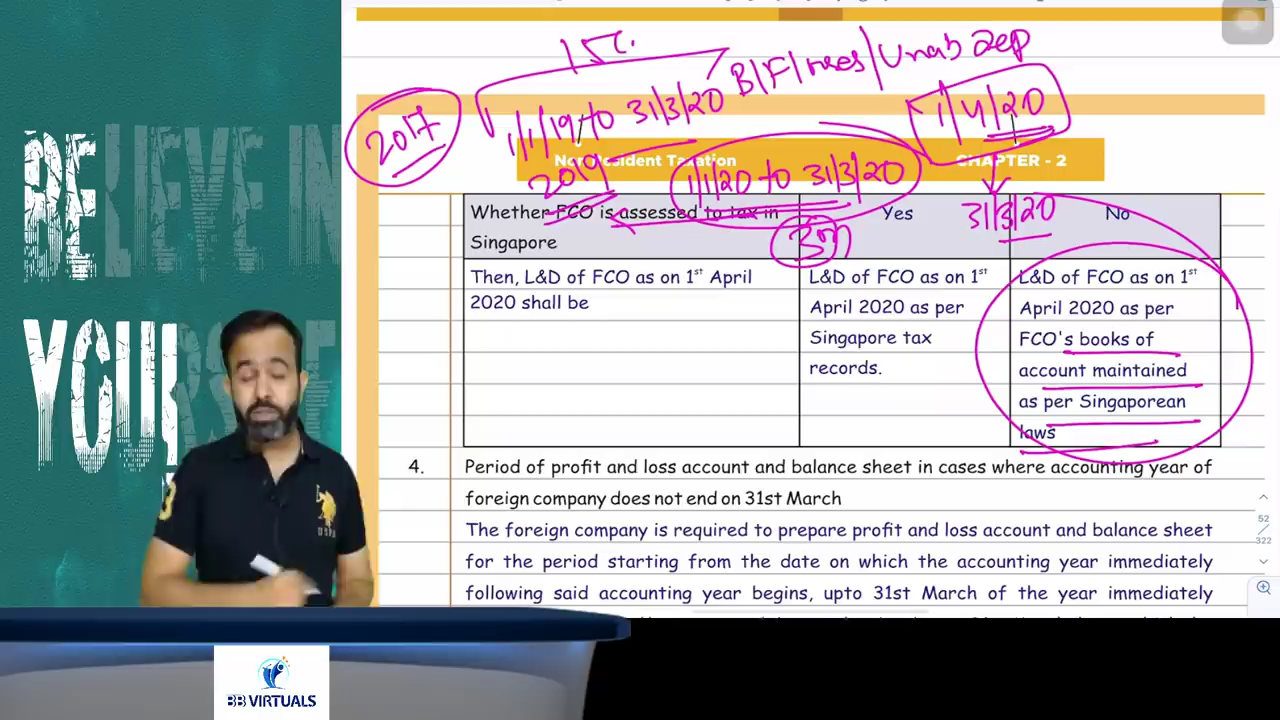 BELIEVE IN
YOURSELF
15
B/F/ Unab Dep
2017
1/1/19 to 31/3/20
1/4/20
Non Resident Taxation
CHAPTER - 2
2019
1/1/20 to 31/3/20
31/3/20
3m
Whether FCO is assessed to tax in Singapore
Yes
No
Then, L&D of FCO as on 1st April
2020 shall be
L&D of FCO as on 1st
April 2020 as per
Singapore tax
records.
L&D of FCO as on 1st
April 2020 as per
FCO's books of
account maintained
as per Singaporean
laws
4. Period of profit and loss account and balance sheet in cases where accounting year of
foreign company does not end on 31st March
The foreign company is required to prepare profit and loss account and balance sheet
for the period starting from the date on which the accounting year immediately
following said accounting year begins, upto 31st March of the year immediately
52
322
3
BB VIRTUALS